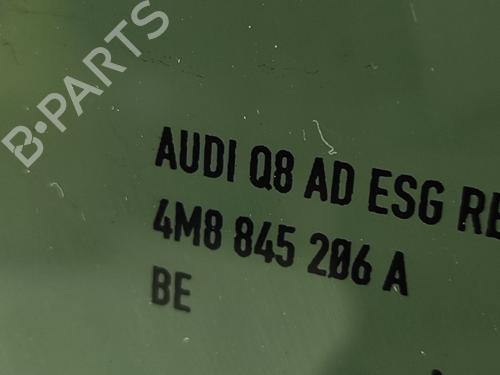 B-PARTS
AUDI Q8 AD ESG RE
4M8 845 206 A
BE